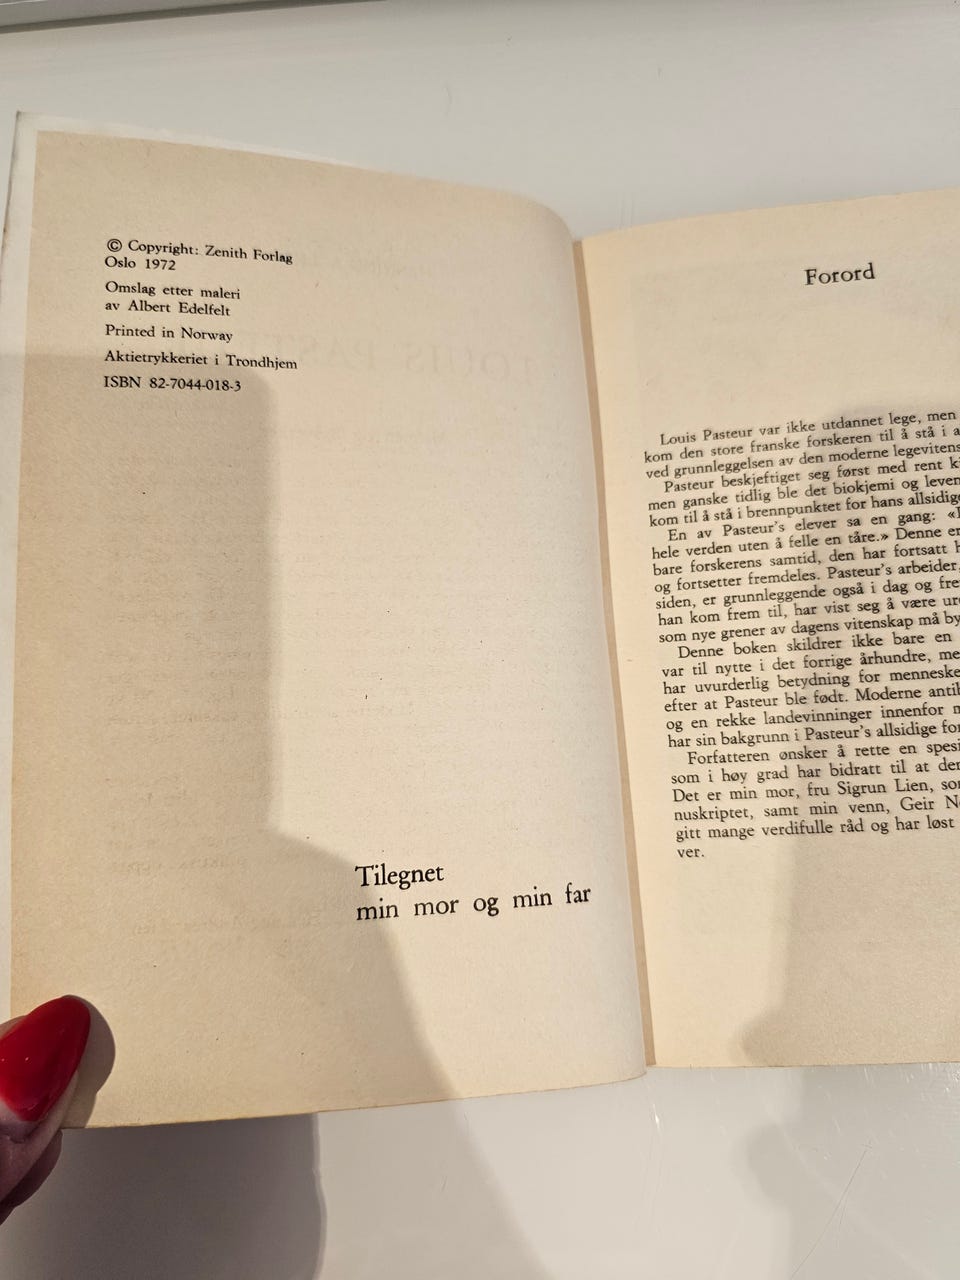 © Copyright: Zenith Forlag
Oslo 1972
Omslag etter maleri
av Albert Edelfelt
Printed in Norway
Aktietrykkeriet i Trondhjem
ISBN 82-7044-018-3
Tilegnet
min mor og min far
Forord
Louis Pasteur var ikke utdannet lege, men
kom den store franske forskeren til å stå i
ved grunnleggelsen av den moderne
Pasteur beskjeftiget seg først med rent
men ganske tidlig ble det biokjemi og
kom til å stå i brennpunktet for hans
En av Pasteur's elever sa en gang:
hele verden uten å felle en tåre.» Denne
bare forskerens samtid, den har fortsatt
og fortsetter fremdeles. Pasteur's arbeider,
siden, er grunnleggende også i dag og
han kom frem til, har vist seg å være
som nye grener av dagens vitenskap må
Denne boken skildrer ikke bare en
var til nytte i det forrige århundre,
har uvurderlig betydning for
efter at Pasteur ble født. Moderne
og en rekke landevinninger innenfor
har sin bakgrunn i Pasteur's allsidige
Forfatteren ønsker å rette en
som i høy grad har bidratt til at
Det er min mor, fru Sigrun Lien,
nuskriptet, samt min venn, Geir
gitt mange verdifulle råd og har løst
ver.